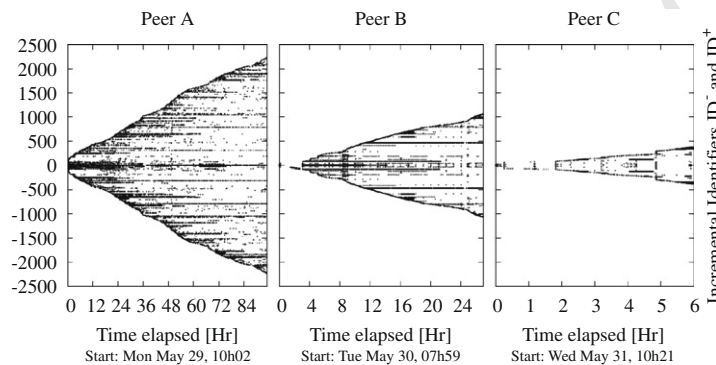 Peer A Peer B Peer C
2500
2000
1500
1000
500
0
-500
-1000
-1500
-2000
-2500
Incremental Identifiers ID⁻ and ID⁺
0 12 24 36 48 60 72 84 0 4 8 12 16 20 24 0 1 2 3 4 5 6
Time elapsed [Hr] Time elapsed [Hr] Time elapsed [Hr]
Start: Mon May 29, 10h02 Start: Tue May 30, 07h59 Start: Wed May 31, 10h21